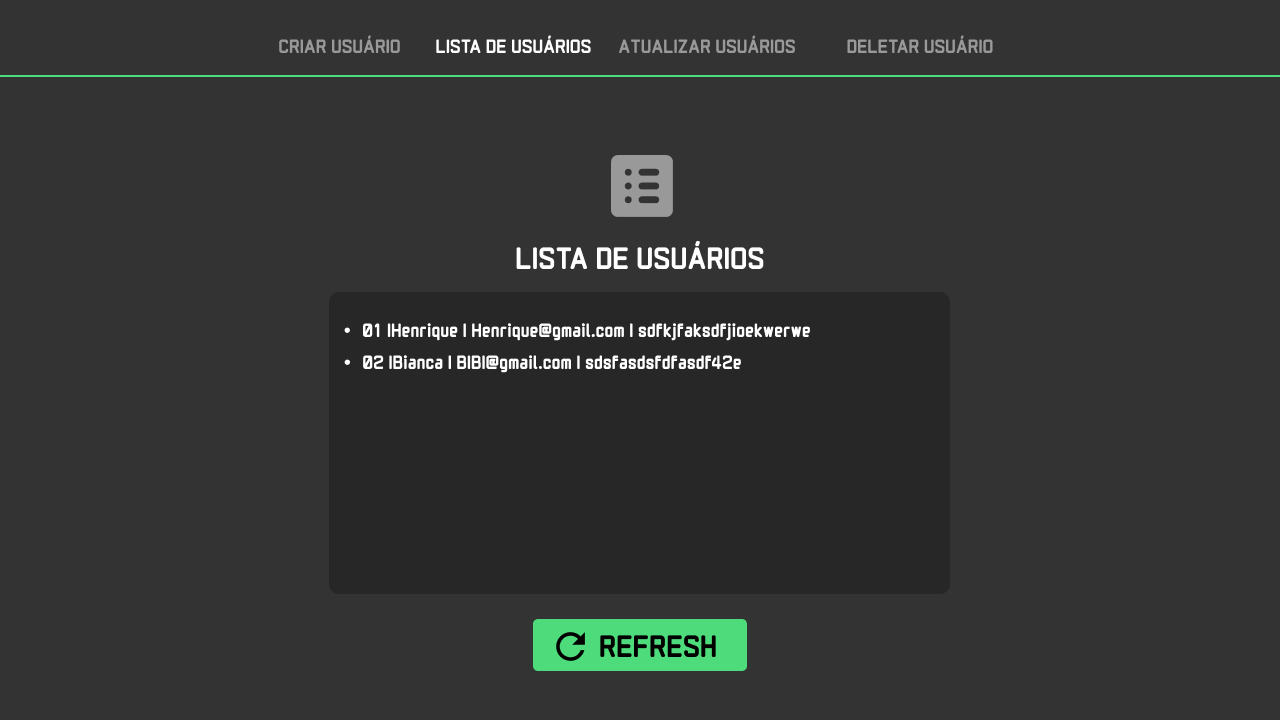 CRIAR USUÁRIO LISTA DE USUÁRIOS ATUALIZAR USUÁRIOS DELETAR USUÁRIO
LISTA DE USUÁRIOS
• 01 |Henrique | Henrique@gmail.com | sdfkjfaksdfjioekwerwe
• 02 |Bianca | BIBI@gmail.com | sdsfasdsfdfasdf42e
REFRESH